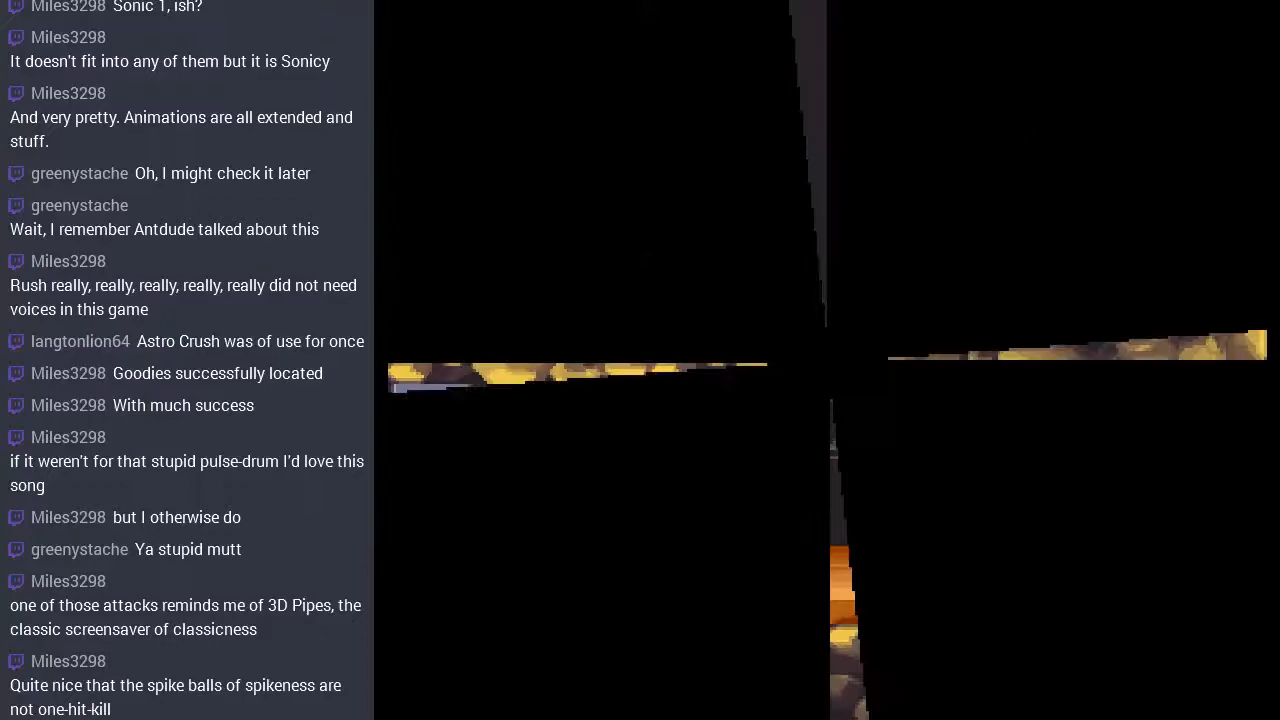 Miles3298 Sonic 1, ish?
Miles3298
It doesn't fit into any of them but it is Sonicy
Miles3298
And very pretty. Animations are all extended and
stuff.
greenystache Oh, I might check it later
greenystache
Wait, I remember Antdude talked about this
Miles3298
Rush really, really, really, really, really did not need
voices in this game
langtonlion64 Astro Crush was of use for once
Miles3298 Goodies successfully located
Miles3298 With much success
Miles3298
if it weren't for that stupid pulse-drum I'd love this
song
Miles3298 but I otherwise do
greenystache Ya stupid mutt
Miles3298
one of those attacks reminds me of 3D Pipes, the
classic screensaver of classicness
Miles3298
Quite nice that the spike balls of spikeness are
not one-hit-kill